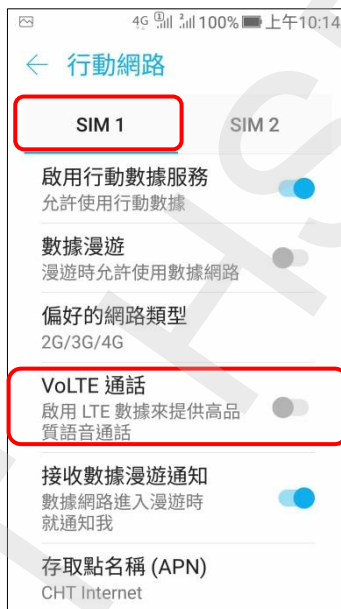 4G 100% 上午10:14
行動網路
SIM 1 SIM 2
啟用行動數據服務
允許使用行動數據
數據漫遊
漫遊時允許使用數據網路
偏好的網路類型
2G/3G/4G
VoLTE 通話
啟用 LTE 數據來提供高品
質語音通話
接收數據漫遊通知
數據網路進入漫遊時
就通知我
存取點名稱 (APN)
CHT Internet